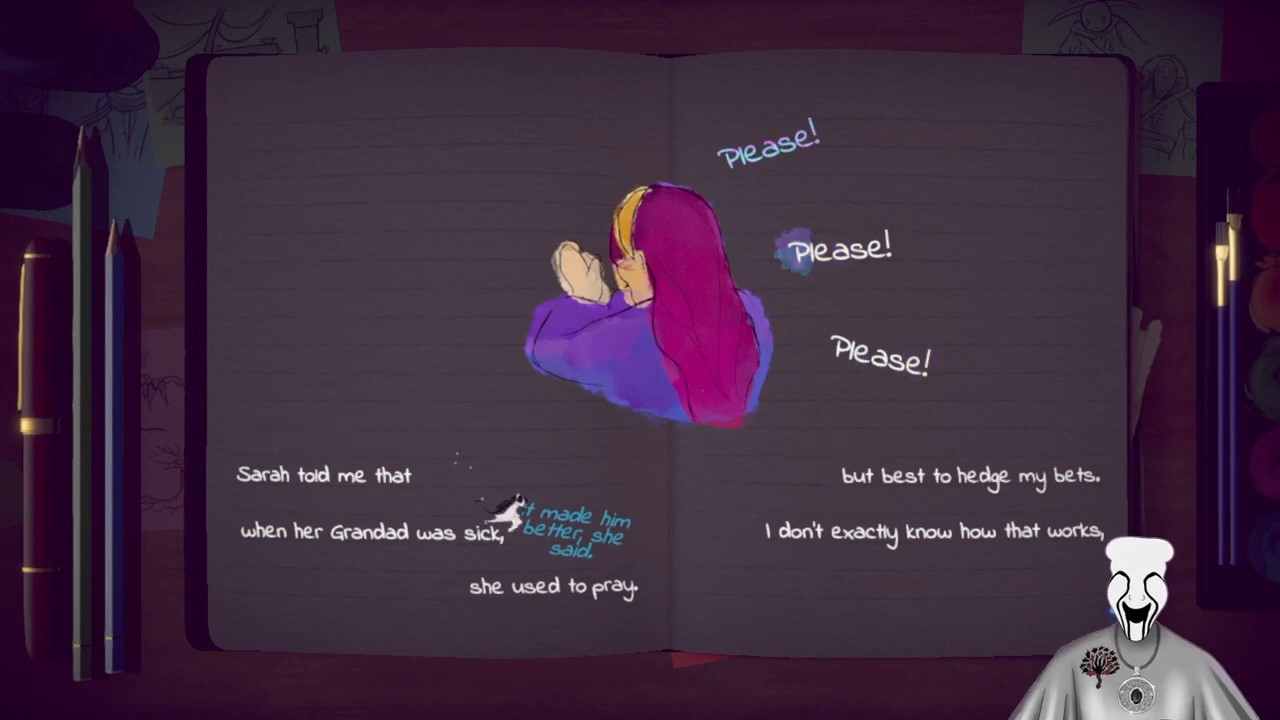 Please!
Please!
Please!
Sarah told me that
when her Grandad was sick,
t made him
better, she
said.
she used to pray.
but best to hedge my bets.
I don't exactly know how that works,